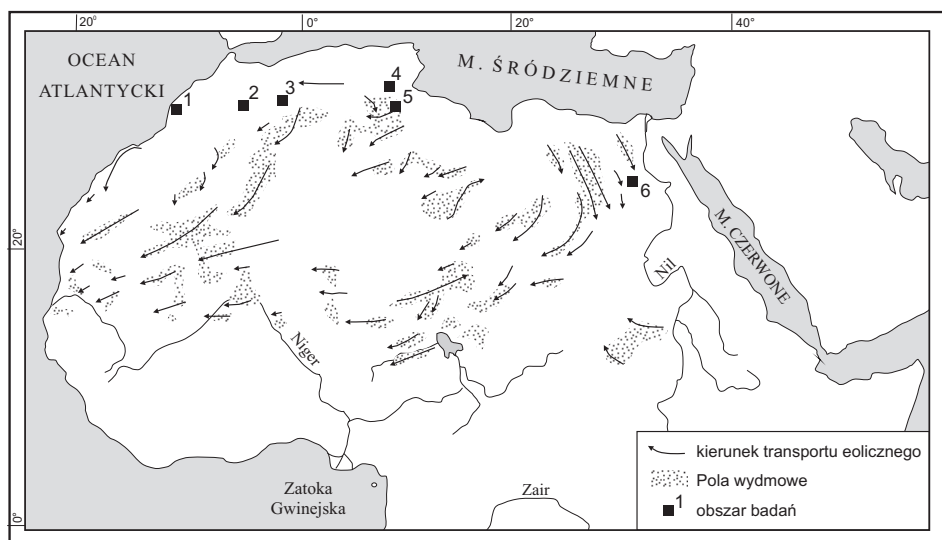 20°
0°
20°
40°
OCEAN
ATLANTYCKI
M. ŚRÓDZIEMNE
1
2
3
4
5
6
20°
M. CZERWONE
Nil
Niger
Zatoka
Gwinejska
Zair
0°
kierunek transportu eolicznego
Pola wydmowe
1
obszar badań